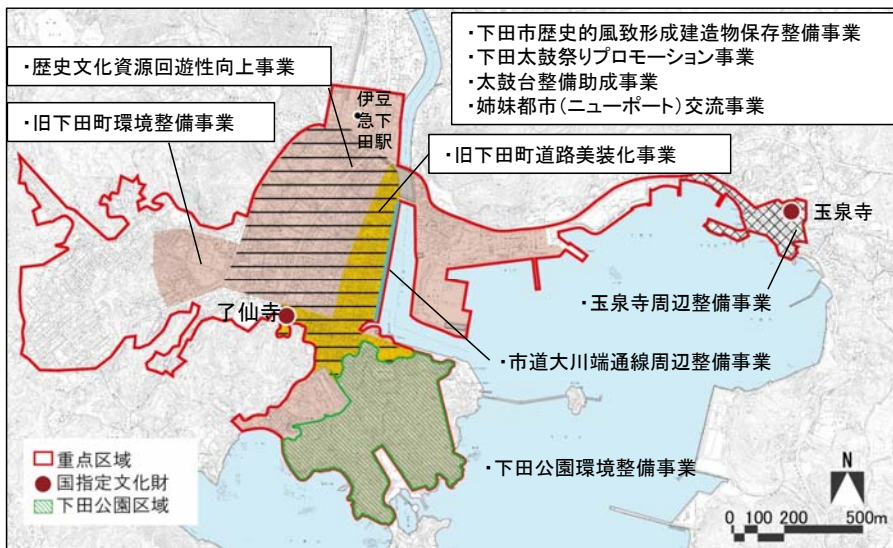 ・下田市歴史的風致形成建造物保存整備事業
・下田太鼓祭りプロモーション事業
・太鼓台整備助成事業
・姉妹都市(ニューポート)交流事業
・歴史文化資源回遊性向上事業
・旧下田町環境整備事業
伊豆急下田駅
・旧下田町道路美装化事業
玉泉寺
・玉泉寺周辺整備事業
了仙寺
・市道大川端通線周辺整備事業
・下田公園環境整備事業
重点区域
国指定文化財
下田公園区域
N
0 100 200 500m